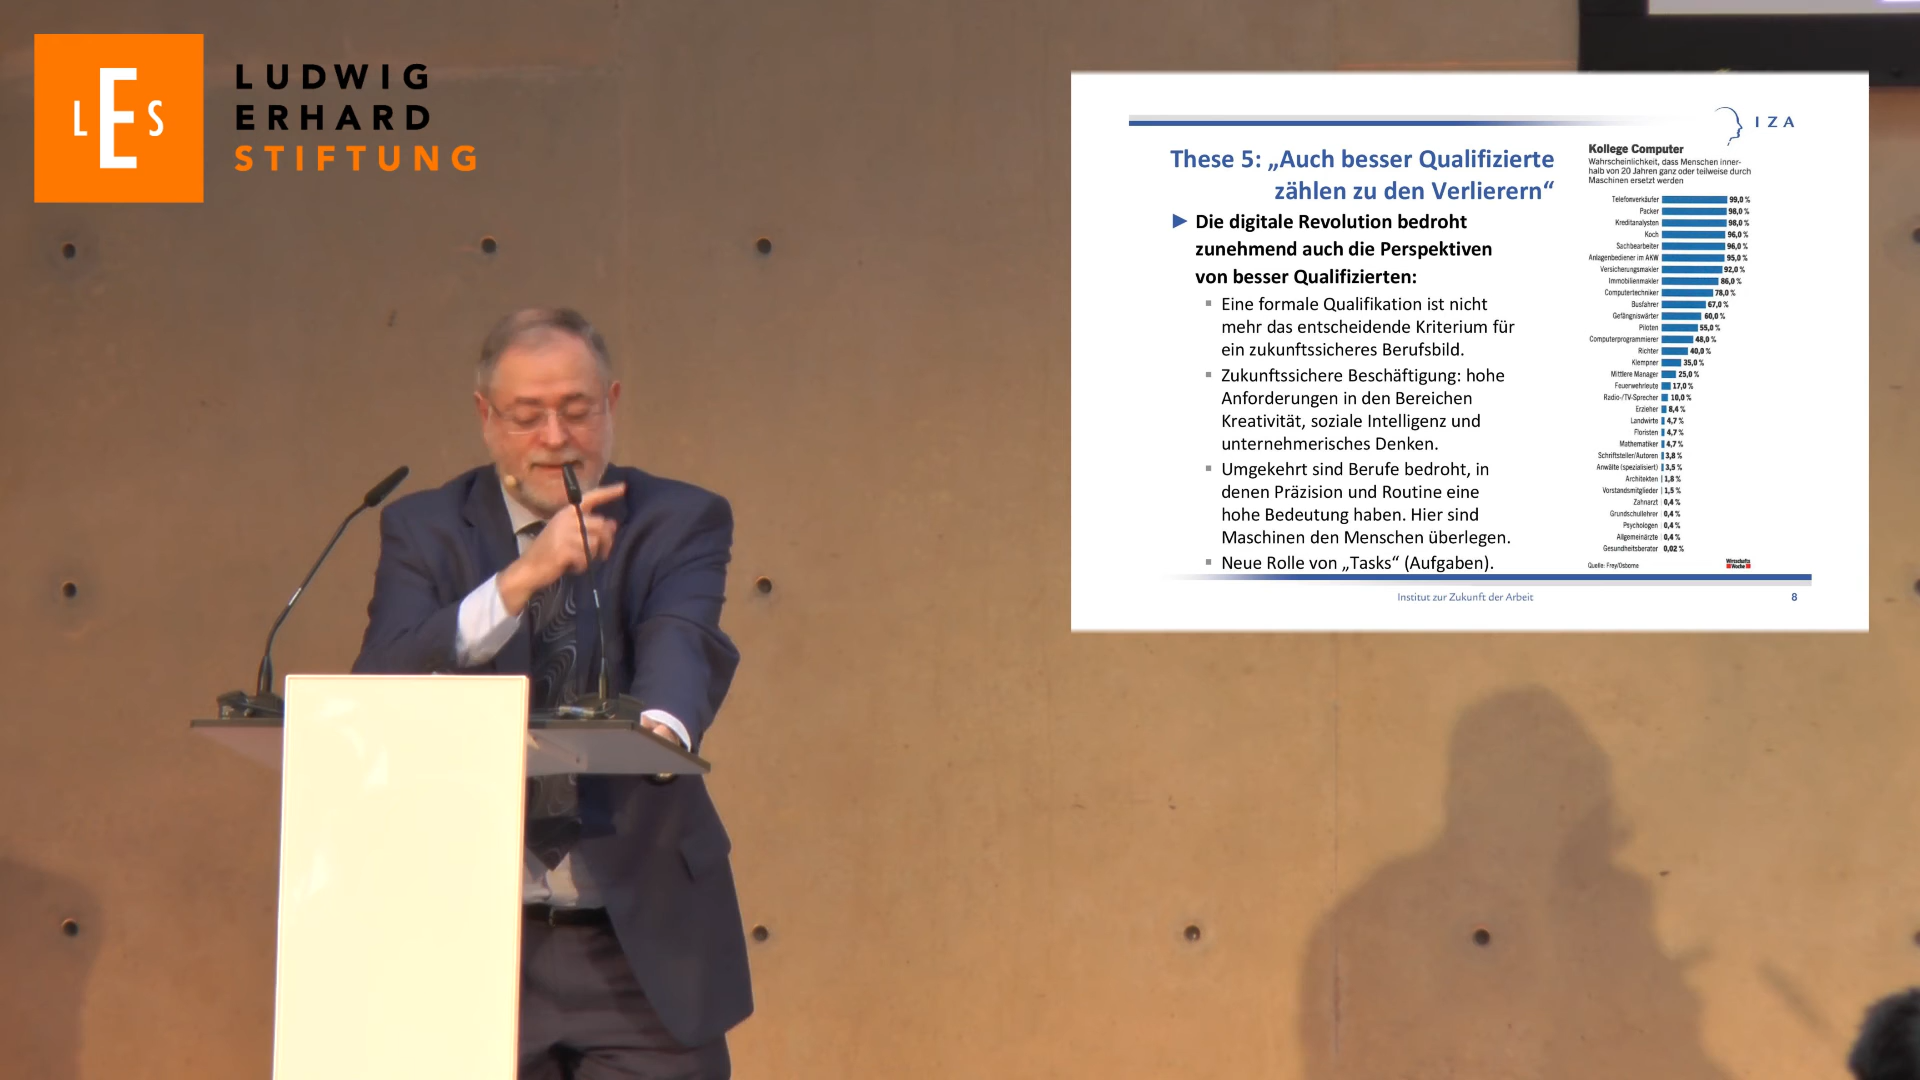 LES
LUDWIG
ERHARD
STIFTUNG
IZA
These 5: „Auch besser Qualifizierte
zählen zu den Verlierern“
Die digitale Revolution bedroht
zunehmend auch die Perspektiven
von besser Qualifizierten:
Eine formale Qualifikation ist nicht
mehr das entscheidende Kriterium für
ein zukunftssicheres Berufsbild.
Zukunftssichere Beschäftigung: hohe
Anforderungen in den Bereichen
Kreativität, soziale Intelligenz und
unternehmerisches Denken.
Umgekehrt sind Berufe bedroht, in
denen Präzision und Routine eine
hohe Bedeutung haben. Hier sind
Maschinen den Menschen überlegen.
Neue Rolle von „Tasks“ (Aufgaben).
Kollege Computer
Wahrscheinlichkeit, dass Menschen inner-
halb von 20 Jahren ganz oder teilweise durch
Maschinen ersetzt werden
Telefonverkäufer 99,0 %
Packer 98,0 %
Kreditanalysten 98,0 %
Koch 96,0 %
Sachbearbeiter 96,0 %
Anlagenbediener im AKW 95,0 %
Versicherungsmakler 92,0 %
Immobilienmakler 86,0 %
Computertechniker 78,0 %
Busfahrer 67,0 %
Gefängniswärter 60,0 %
Piloten 55,0 %
Computerprogrammierer 48,0 %
Richter 40,0 %
Klempner 35,0 %
Mittlere Manager 25,0 %
Feuerwehrleute 17,0 %
Radio-/TV-Sprecher 10,0 %
Erzieher 8,4 %
Landwirte 4,7 %
Floristen 4,7 %
Mathematiker 4,7 %
Schriftsteller/Autoren 3,8 %
Anwälte (spezialisiert) 3,5 %
Architekten 1,8 %
Vorstandsmitglieder 1,5 %
Zahnarzt 0,4 %
Grundschullehrer 0,4 %
Psychologen 0,4 %
Allgemeinärzte 0,4 %
Gesundheitsberater 0,02 %
Quelle: Frey/Osborne
Wirtschafts
Woche
Institut zur Zukunft der Arbeit
8